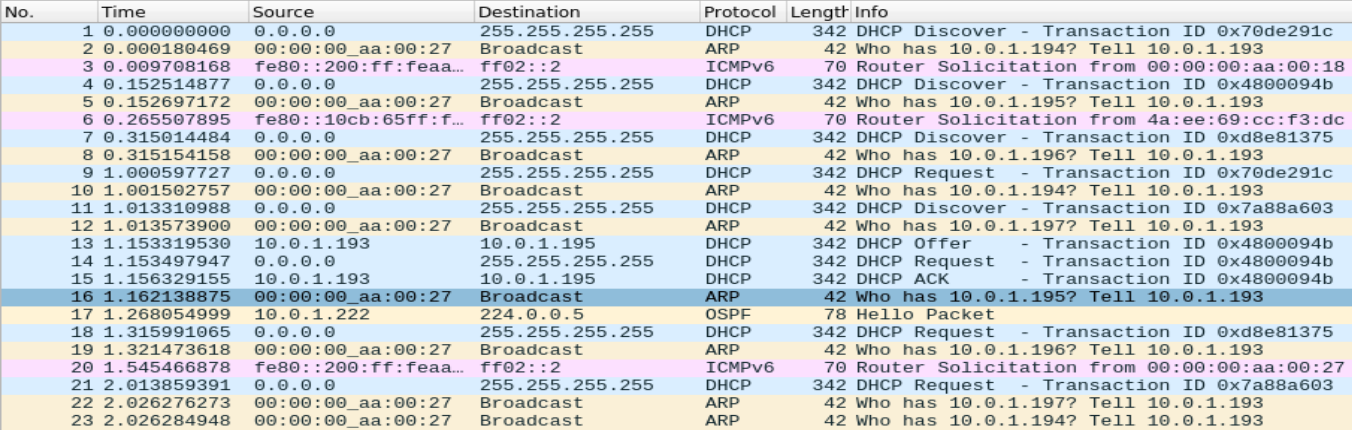 No. Time Source Destination Protocol Length Info
1 0.000000000 0.0.0.0 255.255.255.255 DHCP 342 DHCP Discover - Transaction ID 0x70de291c
2 0.000180469 00:00:00_aa:00:27 Broadcast ARP 42 Who has 10.0.1.194? Tell 10.0.1.193
3 0.009708168 fe80::200:ff:feaa… ff02::2 ICMPv6 70 Router Solicitation from 00:00:00:aa:00:18
4 0.152514877 0.0.0.0 255.255.255.255 DHCP 342 DHCP Discover - Transaction ID 0x4800094b
5 0.152697172 00:00:00_aa:00:27 Broadcast ARP 42 Who has 10.0.1.195? Tell 10.0.1.193
6 0.265507895 fe80::10cb:65ff:f… ff02::2 ICMPv6 70 Router Solicitation from 4a:ee:69:cc:f3:dc
7 0.315014484 0.0.0.0 255.255.255.255 DHCP 342 DHCP Discover - Transaction ID 0xd8e81375
8 0.315154158 00:00:00_aa:00:27 Broadcast ARP 42 Who has 10.0.1.196? Tell 10.0.1.193
9 1.000597727 0.0.0.0 255.255.255.255 DHCP 342 DHCP Request - Transaction ID 0x70de291c
10 1.001502757 00:00:00_aa:00:27 Broadcast ARP 42 Who has 10.0.1.194? Tell 10.0.1.193
11 1.013310988 0.0.0.0 255.255.255.255 DHCP 342 DHCP Discover - Transaction ID 0x7a88a603
12 1.013573900 00:00:00_aa:00:27 Broadcast ARP 42 Who has 10.0.1.197? Tell 10.0.1.193
13 1.153319530 10.0.1.193 10.0.1.195 DHCP 342 DHCP Offer - Transaction ID 0x4800094b
14 1.153497947 0.0.0.0 255.255.255.255 DHCP 342 DHCP Request - Transaction ID 0x4800094b
15 1.156329155 10.0.1.193 10.0.1.195 DHCP 342 DHCP ACK - Transaction ID 0x4800094b
16 1.162138875 00:00:00_aa:00:27 Broadcast ARP 42 Who has 10.0.1.195? Tell 10.0.1.193
17 1.268054999 10.0.1.222 224.0.0.5 OSPF 78 Hello Packet
18 1.315991065 0.0.0.0 255.255.255.255 DHCP 342 DHCP Request - Transaction ID 0xd8e81375
19 1.321473618 00:00:00_aa:00:27 Broadcast ARP 42 Who has 10.0.1.196? Tell 10.0.1.193
20 1.545466878 fe80::200:ff:feaa… ff02::2 ICMPv6 70 Router Solicitation from 00:00:00:aa:00:27
21 2.013859391 0.0.0.0 255.255.255.255 DHCP 342 DHCP Request - Transaction ID 0x7a88a603
22 2.026276273 00:00:00_aa:00:27 Broadcast ARP 42 Who has 10.0.1.197? Tell 10.0.1.193
23 2.026284948 00:00:00_aa:00:27 Broadcast ARP 42 Who has 10.0.1.194? Tell 10.0.1.193